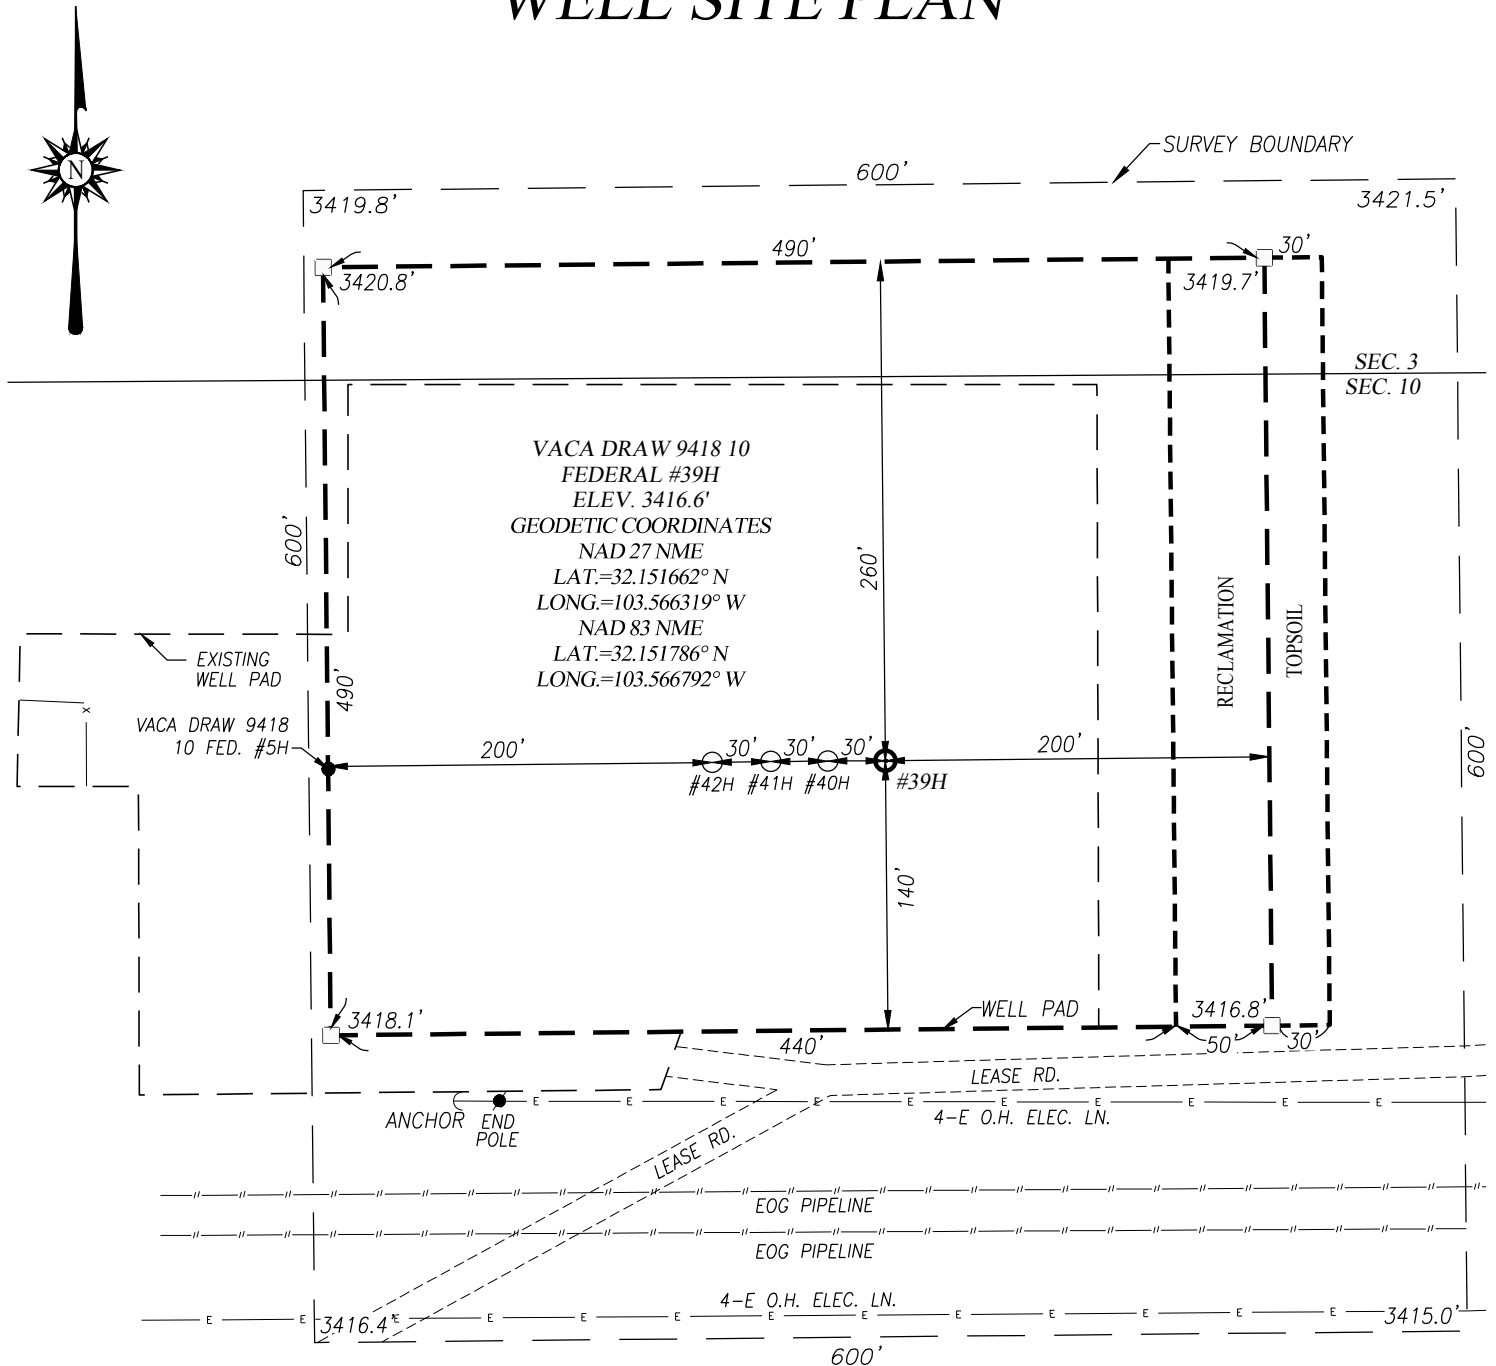 WELL SITE PLAN
N
SURVEY BOUNDARY
600'
3419.8'
3421.5'
490'
30'
3420.8'
3419.7'
SEC. 3
SEC. 10
VACA DRAW 9418 10
FEDERAL #39H
ELEV. 3416.6'
GEODETIC COORDINATES
NAD 27 NME
LAT.=32.151662° N
LONG.=103.566319° W
NAD 83 NME
LAT.=32.151786° N
LONG.=103.566792° W
600'
260'
RECLAMATION
TOPSOIL
EXISTING
WELL PAD
490'
x
VACA DRAW 9418
10 FED. #5H
200'
30'
30'
30'
200'
600'
#42H
#41H
#40H
#39H
140'
3418.1'
WELL PAD
3416.8'
440'
50'
30'
LEASE RD.
E E E E E E E E E E
ANCHOR
END
POLE
4-E O.H. ELEC. LN.
LEASE RD.
EOG PIPELINE
EOG PIPELINE
4-E O.H. ELEC. LN.
E E E E E E E E E E E E E
3416.4'
3415.0'
600'